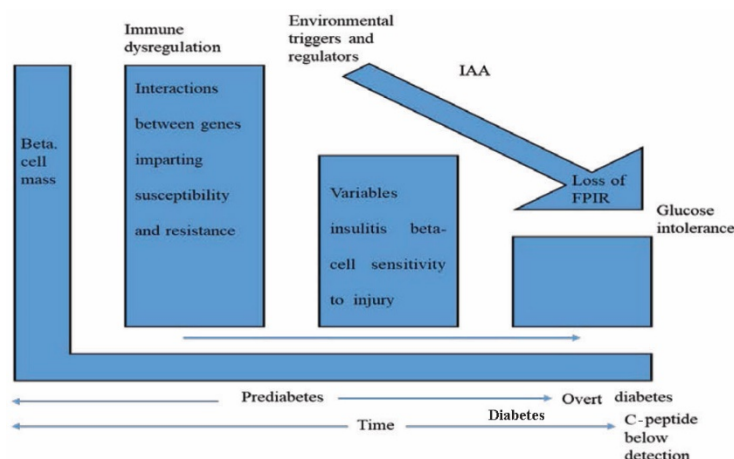 Immune
dysregulation
Environmental
triggers and
regulators
IAA
Beta.
cell
mass
Interactions
between genes
imparting
susceptibility
and resistance
Variables
insulitis beta-
cell sensitivity
to injury
Loss of
FPIR
Glucose
intolerance
Prediabetes
Overt diabetes
Time
Diabetes
C-peptide
below
detection